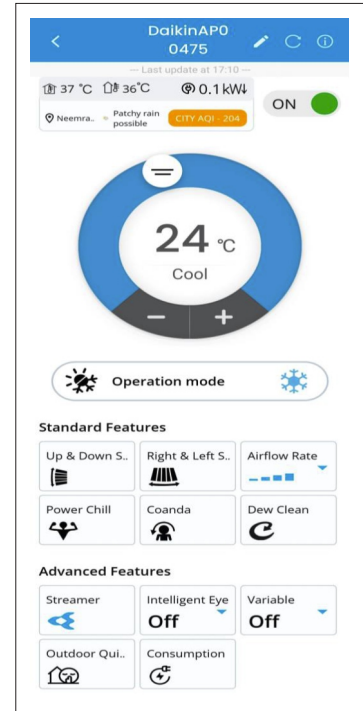 DaikinAP0
0475
— Last update at 17:10 —
37 °C 36°C 0.1 kW
ON
Neemra.. Patchy rain
possible
CITY AQI - 204
24 °C
Cool
− +
Operation mode
Standard Features
Up & Down S.. Right & Left S.. Airflow Rate
Power Chill Coanda Dew Clean
Advanced Features
Streamer Intelligent Eye Variable
Off Off
Outdoor Qui.. Consumption